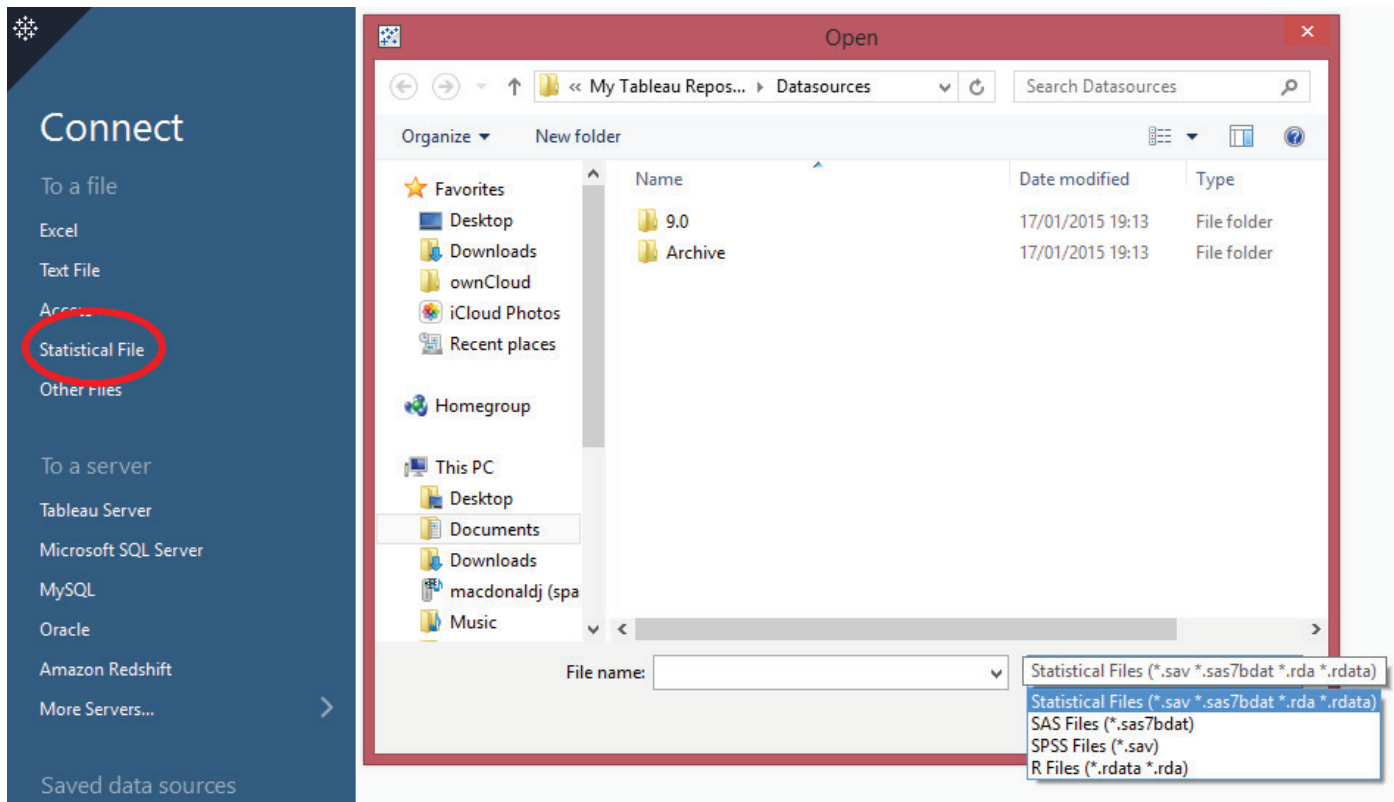 Connect
To a file
Excel
Text File
Statistical File
Other Files
To a server
Tableau Server
Microsoft SQL Server
MySQL
Oracle
Amazon Redshift
More Servers...
Saved data sources
Open
« My Tableau Repos... Datasources
Search Datasources
Organize
New folder
Name
Date modified
Type
Favorites
Desktop
Downloads
ownCloud
iCloud Photos
Recent places
Homegroup
This PC
Desktop
Documents
Downloads
macdonaldj (spa
Music
9.0 17/01/2015 19:13 File folder
Archive 17/01/2015 19:13 File folder
File name:
Statistical Files (*.sav *.sas7bdat *.rda *.rdata)
Statistical Files (*.sav *.sas7bdat *.rda *.rdata)
SAS Files (*.sas7bdat)
SPSS Files (*.sav)
R Files (*.rdata *.rda)